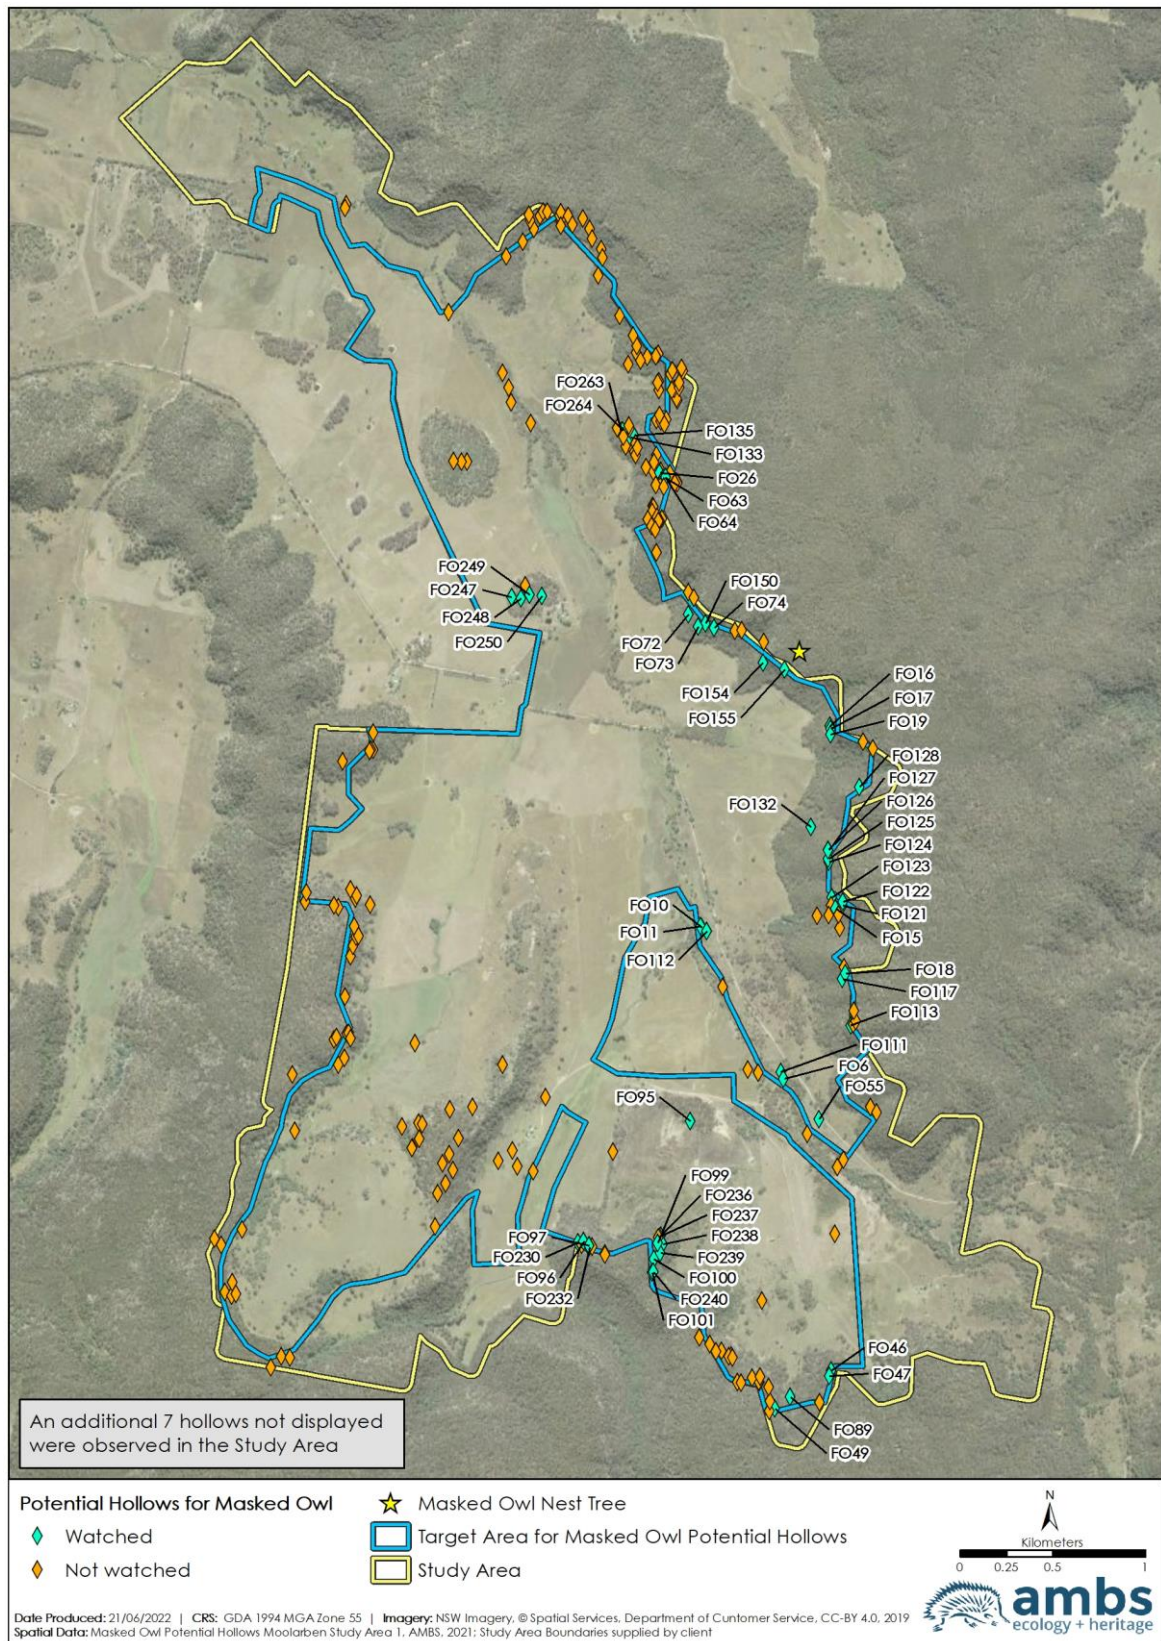 FO263
FO264
FO135
FO133
FO26
FO63
FO64
FO249
FO247
FO248
FO250
FO150
FO74
FO72
FO73
FO154
FO155
FO16
FO17
FO19
FO128
FO127
FO126
FO125
FO124
FO123
FO122
FO121
FO15
FO132
FO10
FO11
FO112
FO18
FO117
FO113
FO111
FO6
FO55
FO95
FO99
FO236
FO237
FO238
FO239
FO100
FO240
FO101
FO97
FO230
FO96
FO232
FO46
FO47
FO89
FO49
An additional 7 hollows not displayed
were observed in the Study Area
Potential Hollows for Masked Owl
Watched
Not watched
Masked Owl Nest Tree
Target Area for Masked Owl Potential Hollows
Study Area
N
Kilometers
0 0.25 0.5 1
ambs
ecology + heritage
Date Produced: 21/06/2022 | CRS: GDA 1994 MGA Zone 55 | Imagery: NSW Imagery, © Spatial Services, Department of Cuntomer Service, CC-BY 4.0, 2019
Spatial Data: Masked Owl Potential Hollows Moolarben Study Area 1. AMBS, 2021; Study Area Boundaries supplied by client